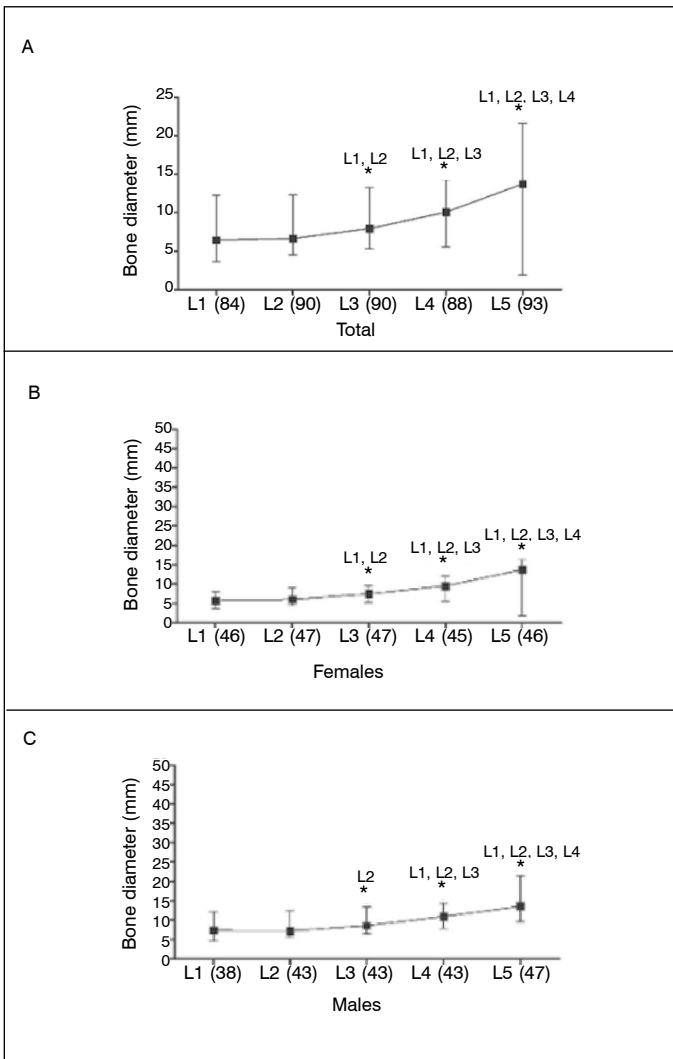 A
Bone diameter (mm)
25
20
15
10
5
0
L1, L2
*
L1, L2, L3
*
L1, L2, L3, L4
*
L1 (84) L2 (90) L3 (90) L4 (88) L5 (93)
Total
B
Bone diameter (mm)
50
45
40
35
30
25
20
15
10
5
0
L1, L2
*
L1, L2, L3
*
L1, L2, L3, L4
*
L1 (46) L2 (47) L3 (47) L4 (45) L5 (46)
Females
C
Bone diameter (mm)
50
45
40
35
30
25
20
15
10
5
0
L2
*
L1, L2, L3
*
L1, L2, L3, L4
*
L1 (38) L2 (43) L3 (43) L4 (43) L5 (47)
Males